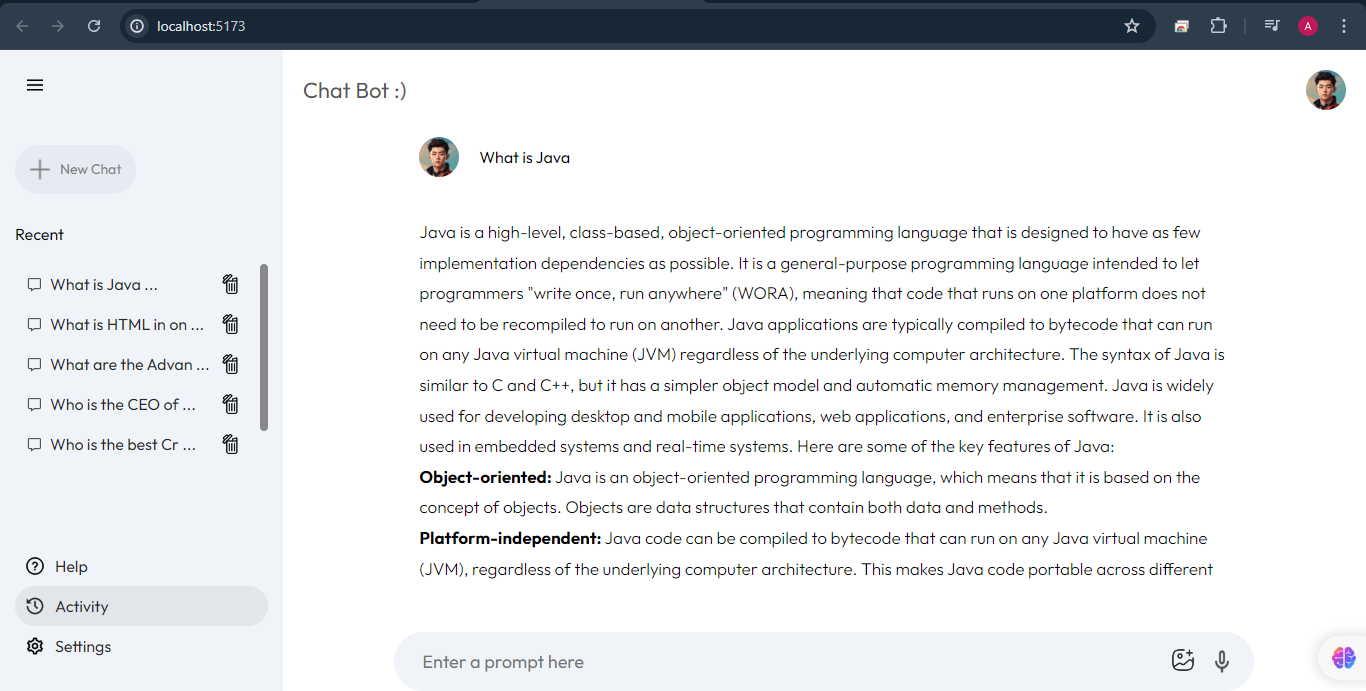 localhost:5173
A
Chat Bot :)
New Chat
Recent
What is Java ...
What is HTML in on ...
What are the Advan ...
Who is the CEO of ...
Who is the best Cr ...
Help
Activity
Settings
What is Java
Java is a high-level, class-based, object-oriented programming language that is designed to have as few
implementation dependencies as possible. It is a general-purpose programming language intended to let
programmers "write once, run anywhere" (WORA), meaning that code that runs on one platform does not
need to be recompiled to run on another. Java applications are typically compiled to bytecode that can run
on any Java virtual machine (JVM) regardless of the underlying computer architecture. The syntax of Java is
similar to C and C++, but it has a simpler object model and automatic memory management. Java is widely
used for developing desktop and mobile applications, web applications, and enterprise software. It is also
used in embedded systems and real-time systems. Here are some of the key features of Java:
Object-oriented: Java is an object-oriented programming language, which means that it is based on the
concept of objects. Objects are data structures that contain both data and methods.
Platform-independent: Java code can be compiled to bytecode that can run on any Java virtual machine
(JVM), regardless of the underlying computer architecture. This makes Java code portable across different
Enter a prompt here